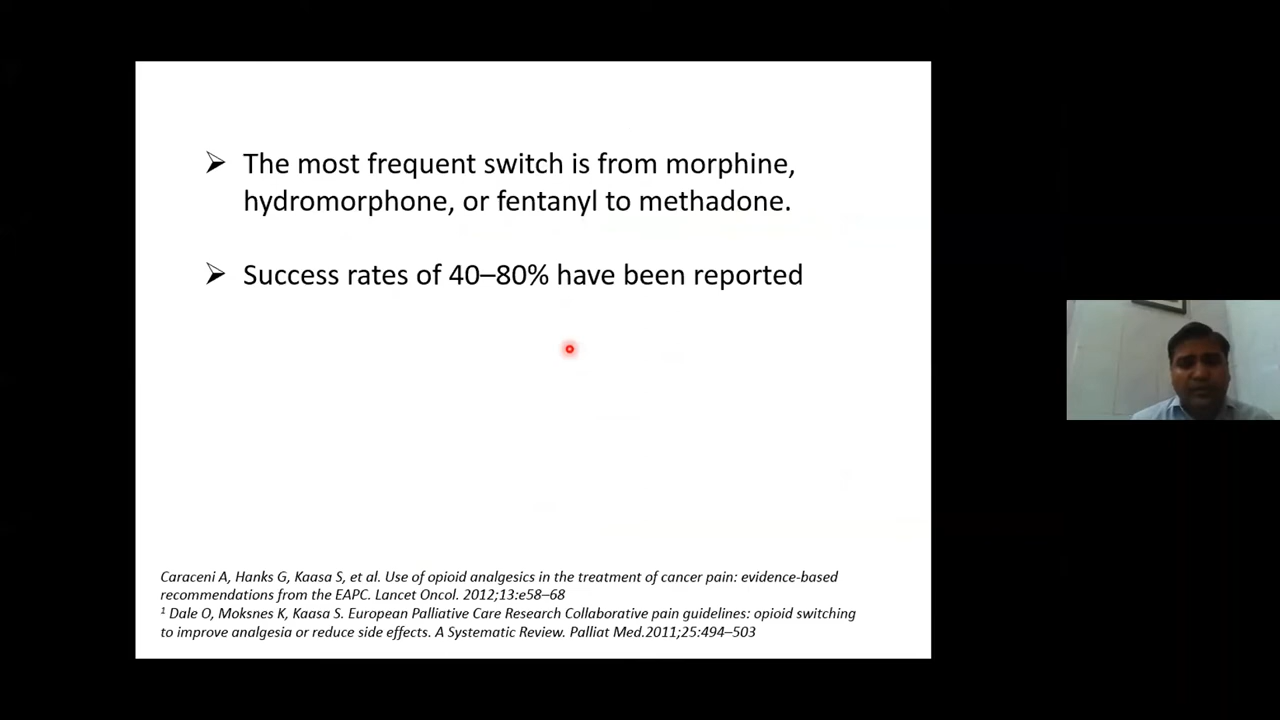 ➢ The most frequent switch is from morphine,
hydromorphone, or fentanyl to methadone.
➢ Success rates of 40–80% have been reported
Caraceni A, Hanks G, Kaasa S, et al. Use of opioid analgesics in the treatment of cancer pain: evidence-based
recommendations from the EAPC. Lancet Oncol. 2012;13:e58–68
¹ Dale O, Moksnes K, Kaasa S. European Palliative Care Research Collaborative pain guidelines: opioid switching
to improve analgesia or reduce side effects. A Systematic Review. Palliat Med.2011;25:494–503